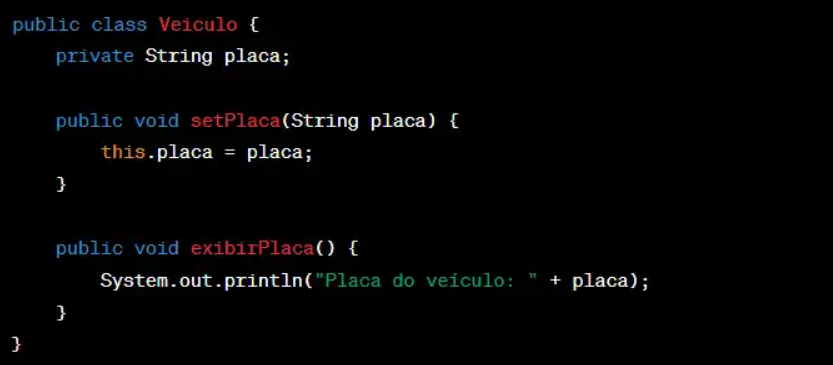 public class Veiculo {
private String placa;
public void setPlaca(String placa) {
this.placa = placa;
}
public void exibirPlaca() {
System.out.println("Placa do veículo: " + placa);
}
}